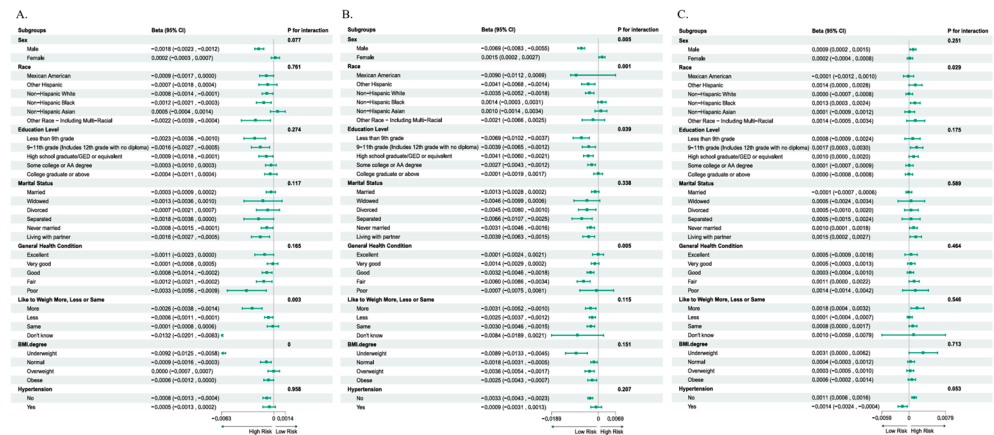 A.
Subgroups Beta (95% CI) P for interaction
Sex 0.077
Male −0.0018 (−0.0023 , −0.0012)
Female 0.0002 (−0.0003 , 0.0007)
Race 0.761
Mexican American −0.0009 (−0.0017 , 0.0000)
Other Hispanic −0.0007 (−0.0018 , 0.0004)
Non−Hispanic White −0.0008 (−0.0014 , −0.0001)
Non−Hispanic Black −0.0012 (−0.0021 , −0.0003)
Non−Hispanic Asian 0.0005 (−0.0004 , 0.0014)
Other Race − Including Multi−Racial −0.0022 (−0.0039 , −0.0004)
Education Level 0.274
Less than 9th grade −0.0023 (−0.0036 , −0.0010)
9−11th grade (Includes 12th grade with no diploma) −0.0016 (−0.0027 , −0.0005)
High school graduate/GED or equivalent −0.0009 (−0.0018 , −0.0001)
Some college or AA degree −0.0003 (−0.0010 , 0.0003)
College graduate or above −0.0004 (−0.0011 , 0.0004)
Marital Status 0.117
Married −0.0003 (−0.0009 , 0.0002)
Widowed −0.0013 (−0.0036 , 0.0010)
Divorced −0.0007 (−0.0021 , 0.0007)
Separated −0.0018 (−0.0036 , 0.0000)
Never married −0.0008 (−0.0015 , −0.0001)
Living with partner −0.0016 (−0.0027 , −0.0005)
General Health Condition 0.165
Excellent −0.0011 (−0.0023 , 0.0000)
Very good −0.0001 (−0.0008 , 0.0005)
Good −0.0008 (−0.0014 , −0.0002)
Fair −0.0012 (−0.0021 , −0.0002)
Poor −0.0033 (−0.0056 , −0.0009)
Like to Weigh More, Less or Same 0.003
More −0.0026 (−0.0038 , −0.0014)
Less −0.0006 (−0.0011 , −0.0001)
Same −0.0001 (−0.0008 , 0.0006)
Don't know −0.0132 (−0.0201 , −0.0063)
BMI.degree 0
Underweight −0.0092 (−0.0125 , −0.0058)
Normal −0.0009 (−0.0016 , −0.0003)
Overweight 0.0000 (−0.0007 , 0.0007)
Obese −0.0006 (−0.0012 , 0.0000)
Hypertension 0.958
No −0.0008 (−0.0013 , −0.0004)
Yes −0.0005 (−0.0013 , 0.0002)
−0.0063 0 0.0014
High Risk Low Risk
B.
Subgroups Beta (95% CI) P for interaction
Sex 0.005
Male −0.0069 (−0.0083 , −0.0055)
Female 0.0015 (0.0002 , 0.0027)
Race 0.001
Mexican American −0.0090 (−0.0112 , 0.0069)
Other Hispanic −0.0041 (−0.0068 , −0.0014)
Non−Hispanic White −0.0035 (−0.0052 , −0.0018)
Non−Hispanic Black 0.0014 (−0.0003 , 0.0031)
Non−Hispanic Asian 0.0010 (−0.0014 , 0.0034)
Other Race − Including Multi−Racial −0.0021 (−0.0066 , 0.0025)
Education Level 0.039
Less than 9th grade −0.0069 (−0.0102 , −0.0037)
9−11th grade (Includes 12th grade with no diploma) −0.0039 (−0.0065 , −0.0012)
High school graduate/GED or equivalent −0.0041 (−0.0060 , −0.0021)
Some college or AA degree −0.0027 (−0.0043 , −0.0012)
College graduate or above −0.0001 (−0.0019 , 0.0017)
Marital Status 0.338
Married −0.0013 (−0.0028 , 0.0002)
Widowed −0.0046 (−0.0099 , 0.0006)
Divorced −0.0045 (−0.0080 , −0.0010)
Separated −0.0066 (−0.0107 , −0.0025)
Never married −0.0031 (−0.0046 , −0.0016)
Living with partner −0.0039 (−0.0063 , −0.0015)
General Health Condition 0.005
Excellent −0.0001 (−0.0024 , 0.0021)
Very good −0.0014 (−0.0029 , 0.0002)
Good −0.0032 (−0.0046 , −0.0018)
Fair −0.0060 (−0.0086 , −0.0034)
Poor −0.0007 (−0.0075 , 0.0061)
Like to Weigh More, Less or Same 0.115
More −0.0031 (−0.0052 , −0.0010)
Less −0.0025 (−0.0037 , −0.0012)
Same −0.0030 (−0.0046 , −0.0015)
Don't know −0.0084 (−0.0189 , 0.0021)
BMI.degree 0.151
Underweight −0.0089 (−0.0133 , −0.0045)
Normal −0.0018 (−0.0031 , −0.0005)
Overweight −0.0036 (−0.0054 , −0.0017)
Obese −0.0025 (−0.0043 , −0.0007)
Hypertension 0.207
No −0.0033 (−0.0043 , −0.0023)
Yes −0.0009 (−0.0031 , 0.0013)
−0.0189 0 0.0069
High Risk Low Risk
C.
Subgroups Beta (95% CI) P for interaction
Sex 0.251
Male 0.0009 (0.0002 , 0.0015)
Female 0.0002 (−0.0004 , 0.0008)
Race 0.029
Mexican American −0.0001 (−0.0012 , 0.0010)
Other Hispanic 0.0014 (0.0000 , 0.0028)
Non−Hispanic White 0.0000 (−0.0007 , 0.0008)
Non−Hispanic Black 0.0013 (0.0003 , 0.0024)
Non−Hispanic Asian 0.0001 (−0.0009 , 0.0012)
Other Race − Including Multi−Racial 0.0014 (−0.0005 , 0.0034)
Education Level 0.175
Less than 9th grade 0.0008 (−0.0009 , 0.0024)
9−11th grade (Includes 12th grade with no diploma) 0.0017 (0.0003 , 0.0030)
High school graduate/GED or equivalent 0.0010 (0.0000 , 0.0020)
Some college or AA degree 0.0001 (−0.0007 , 0.0009)
College graduate or above 0.0000 (−0.0008 , 0.0008)
Marital Status 0.589
Married −0.0001 (−0.0007 , 0.0006)
Widowed 0.0005 (−0.0024 , 0.0034)
Divorced 0.0005 (−0.0010 , 0.0020)
Separated 0.0005 (−0.0015 , 0.0024)
Never married 0.0010 (0.0001 , 0.0018)
Living with partner 0.0015 (0.0002 , 0.0027)
General Health Condition 0.464
Excellent 0.0005 (−0.0009 , 0.0018)
Very good 0.0005 (−0.0003 , 0.0013)
Good 0.0003 (−0.0004 , 0.0010)
Fair 0.0011 (0.0000 , 0.0022)
Poor 0.0014 (−0.0014 , 0.0042)
Like to Weigh More, Less or Same 0.546
More 0.0018 (0.0004 , 0.0032)
Less 0.0001 (−0.0004 , 0.0007)
Same 0.0008 (0.0000 , 0.0017)
Don't know 0.0010 (−0.0059 , 0.0079)
BMI.degree 0.713
Underweight 0.0031 (0.0000 , 0.0062)
Normal 0.0004 (−0.0003 , 0.0012)
Overweight 0.0003 (−0.0005 , 0.0010)
Obese 0.0006 (−0.0002 , 0.0014)
Hypertension 0.053
No 0.0011 (0.0006 , 0.0016)
Yes −0.0014 (−0.0024 , −0.0004)
−0.0059 0 0.0079
Low Risk High Risk